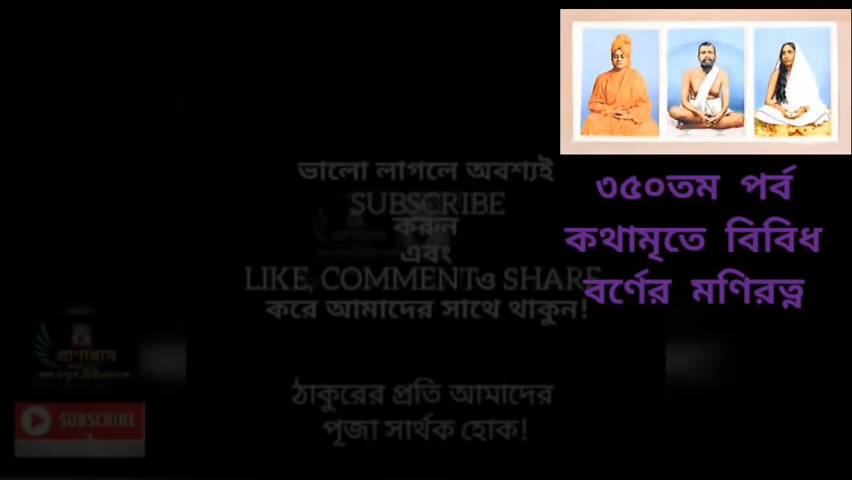 ৩৫০তম পর্ব
কথামৃতে বিবিধ
বর্ণের মণিরত্ন
ভালো লাগলে অবশ্যই
SUBSCRIBE
করুন
এবং
LIKE, COMMENTও SHARE
করে আমাদের সাথে থাকুন!
ঠাকুরের প্রতি আমাদের
পূজা সার্থক হোক!
প্রাণারাম
SUBSCRIBE